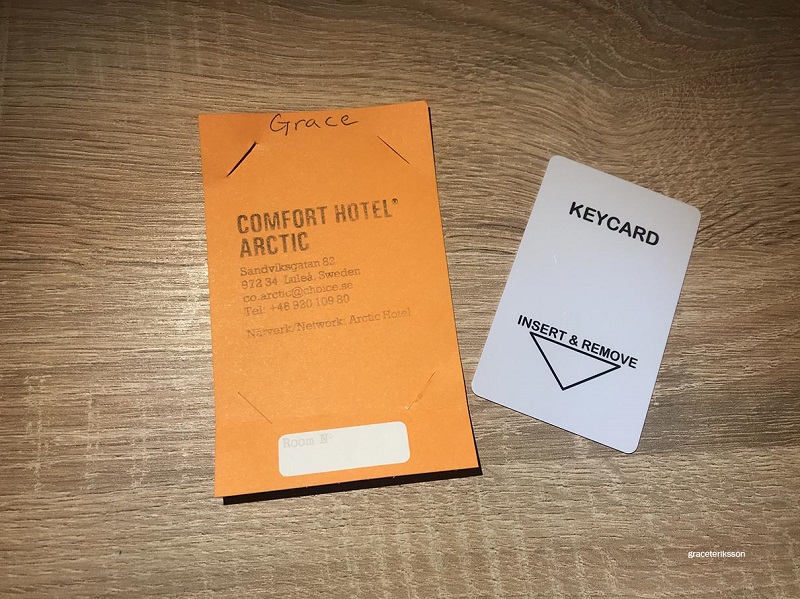 Grace
COMFORT HOTEL®
ARCTIC
Sandviksgatan 82
972 34 Luleå, Sweden
co.arctic@choice.se
Tel: +46 920 109 80
Nätverk/Network: Arctic Hotel
Room Nº
KEYCARD
INSERT & REMOVE
graceteriksson